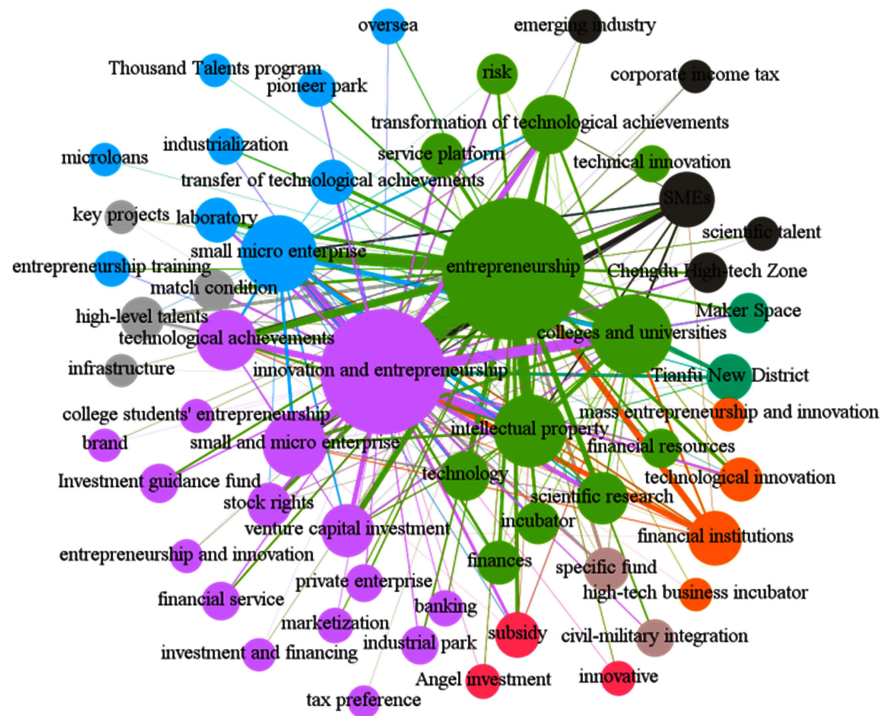 oversea
emerging industry
Thousand Talents program
risk
corporate income tax
pioneer park
transformation of technological achievements
industrialization
service platform
microloans
technical innovation
transfer of technological achievements
SMEs
key projects
laboratory
scientific talent
small micro enterprise
entrepreneurship training
entrepreneurship
Chengdu High-tech Zone
match condition
high-level talents
Maker Space
technological achievements
colleges and universities
infrastructure
innovation and entrepreneurship
Tianfu New District
college students' entrepreneurship
mass entrepreneurship and innovation
brand
small and micro enterprise
intellectual property
financial resources
Investment guidance fund
technology
technological innovation
stock rights
scientific research
venture capital investment
incubator
financial institutions
entrepreneurship and innovation
finances
specific fund
private enterprise
high-tech business incubator
financial service
banking
marketization
subsidy
civil-military integration
industrial park
investment and financing
Angel investment
innovative
tax preference